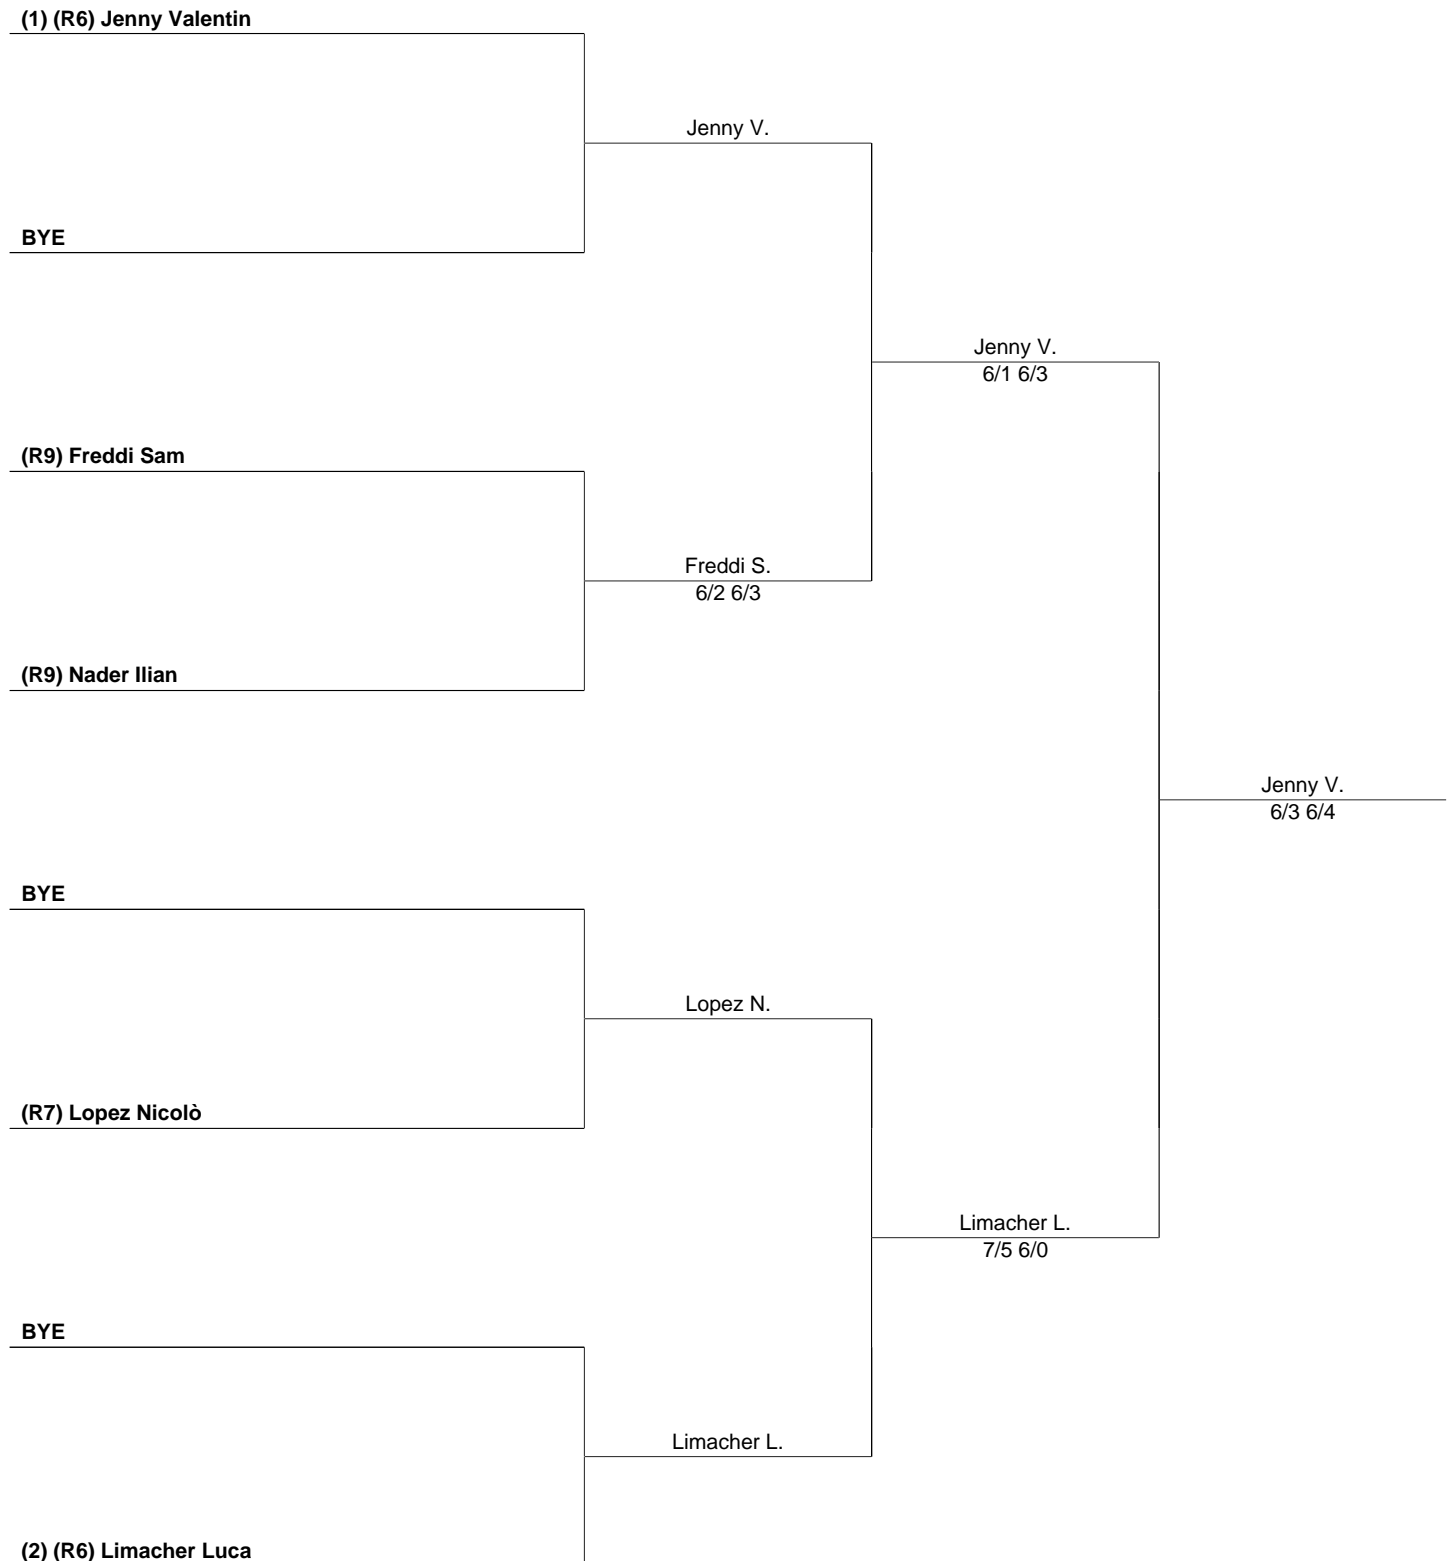 (1) (R6) Jenny Valentin
Jenny V.
BYE
Jenny V.
6/1 6/3
(R9) Freddi Sam
Freddi S.
6/2 6/3
(R9) Nader Ilian
Jenny V.
6/3 6/4
BYE
Lopez N.
(R7) Lopez Nicolò
Limacher L.
7/5 6/0
BYE
Limacher L.
(2) (R6) Limacher Luca